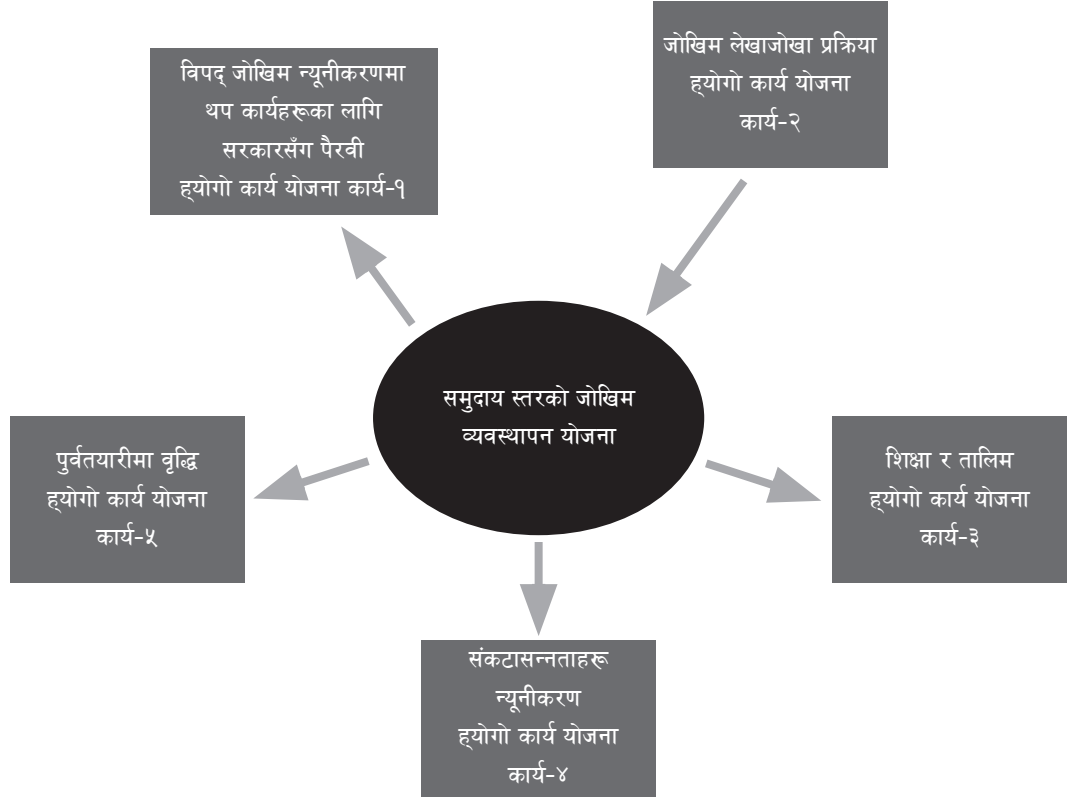 विपद् जोखिम न्यूनीकरणमा
थप कार्यहरूका लागि
सरकारसँग पैरवी
ह्योगो कार्य योजना कार्य-१
जोखिम लेखाजोखा प्रक्रिया
ह्योगो कार्य योजना
कार्य-२
समुदाय स्तरको जोखिम
व्यवस्थापन योजना
पुर्वतयारीमा वृद्धि
ह्योगो कार्य योजना
कार्य-५
शिक्षा र तालिम
ह्योगो कार्य योजना
कार्य-३
संकटासन्नताहरू
न्यूनीकरण
ह्योगो कार्य योजना
कार्य-४